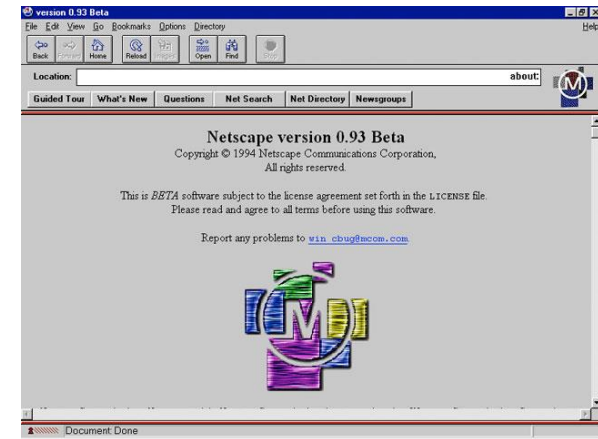 version 0.93 Beta
File Edit View Go Bookmarks Options Directory Help
Back Forward Home Reload Images Open Find Stop
Location: about:
Guided Tour What's New Questions Net Search Net Directory Newsgroups
Netscape version 0.93 Beta
Copyright © 1994 Netscape Communications Corporation,
All rights reserved.
This is BETA software subject to the license agreement set forth in the LICENSE file.
Please read and agree to all terms before using this software.
Report any problems to win_cbug@mcom.com
M
Document: Done